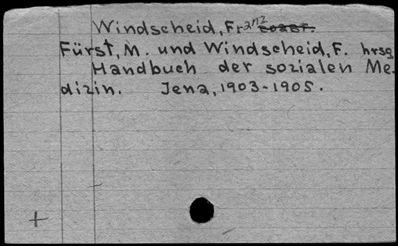 Windscheid, Franz
Fürst, M. und Windscheid, F. hrsg
Handbuch der sozialen Me-
dizin. Jena, 1903-1905.
+